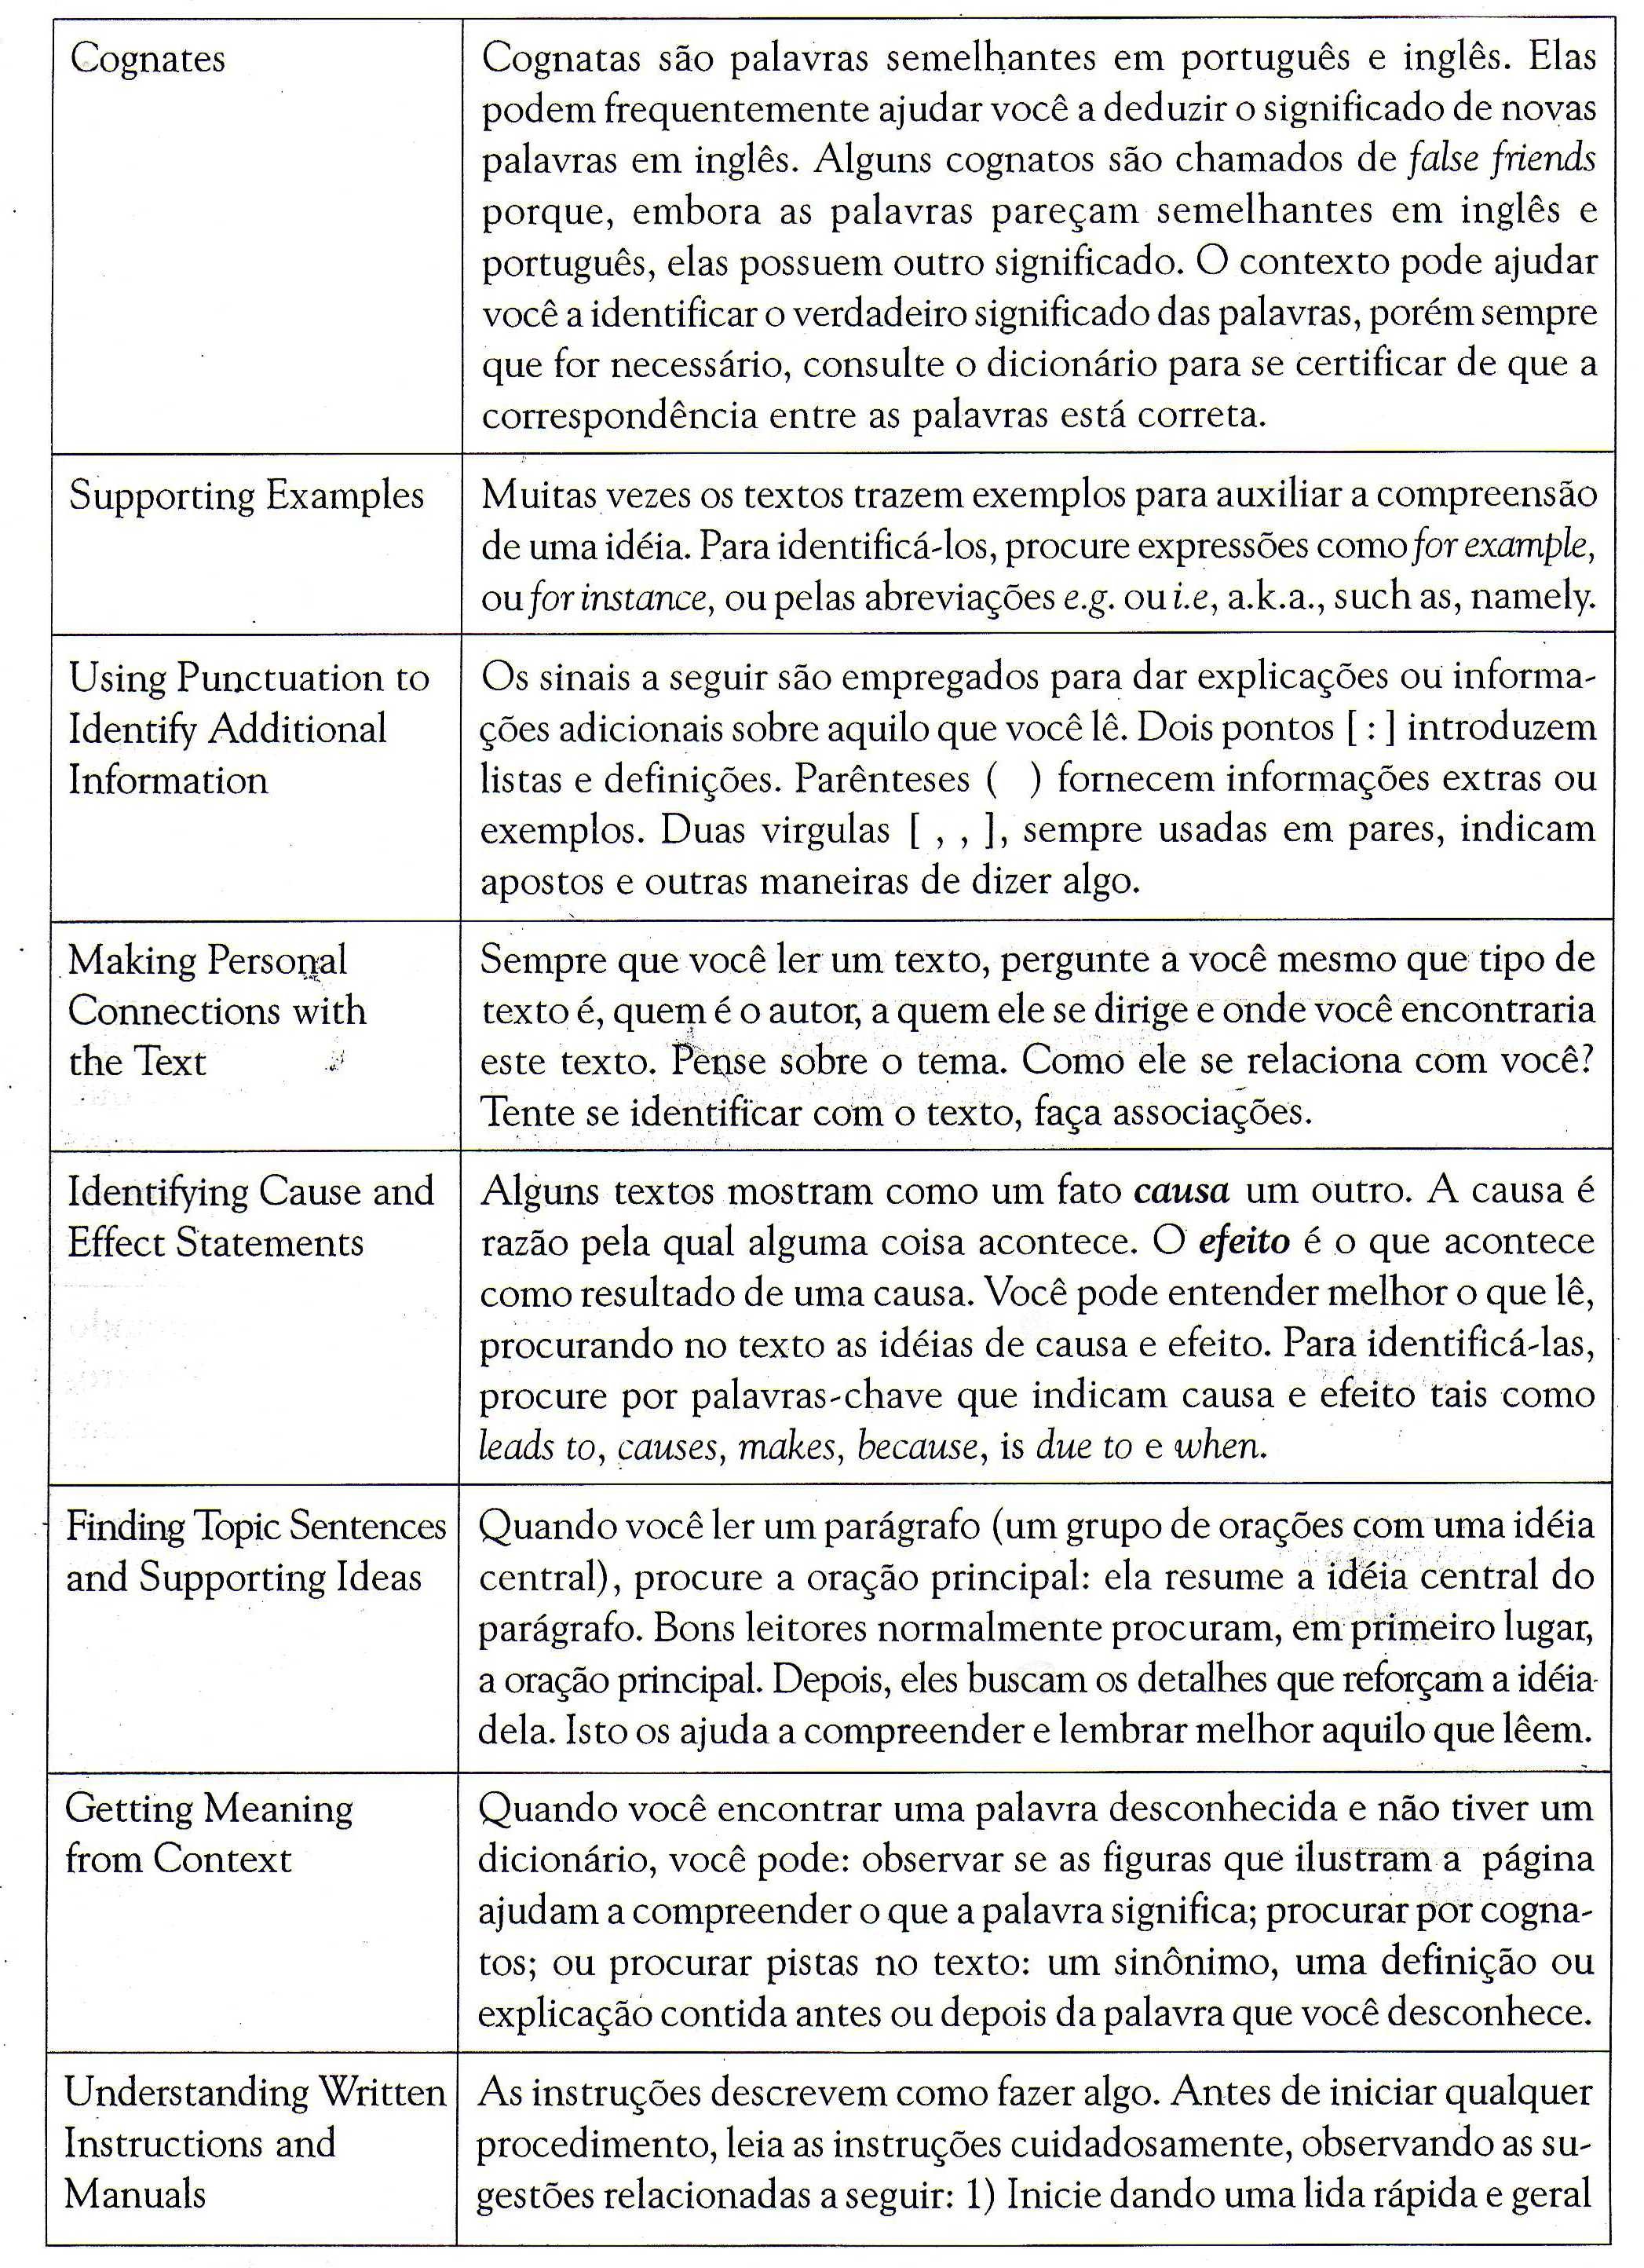 Cognates
Cognatas são palavras semelhantes em português e inglês. Elas
podem frequentemente ajudar você a deduzir o significado de novas
palavras em inglês. Alguns cognatos são chamados de false friends
porque, embora as palavras pareçam semelhantes em inglês e
português, elas possuem outro significado. O contexto pode ajudar
você a identificar o verdadeiro significado das palavras, porém sempre
que for necessário, consulte o dicionário para se certificar de que a
correspondência entre as palavras está correta.
Supporting Examples
Muitas vezes os textos trazem exemplos para auxiliar a compreensão
de uma idéia. Para identificá-los, procure expressões como for example,
ou for instance, ou pelas abreviações e.g. ou i.e, a.k.a., such as, namely.
Using Punctuation to
Identify Additional
Information
Os sinais a seguir são empregados para dar explicações ou informa-
ções adicionais sobre aquilo que você lê. Dois pontos [ : ] introduzem
listas e definições. Parênteses ( ) fornecem informações extras ou
exemplos. Duas virgulas [ , , ], sempre usadas em pares, indicam
apostos e outras maneiras de dizer algo.
Making Personal
Connections with
the Text
Sempre que você ler um texto, pergunte a você mesmo que tipo de
texto é, quem é o autor, a quem ele se dirige e onde você encontraria
este texto. Pense sobre o tema. Como ele se relaciona com você?
Tente se identificar com o texto, faça associações.
Identifying Cause and
Effect Statements
Alguns textos mostram como um fato causa um outro. A causa é
razão pela qual alguma coisa acontece. O efeito é o que acontece
como resultado de uma causa. Você pode entender melhor o que lê,
procurando no texto as idéias de causa e efeito. Para identificá-las,
procure por palavras-chave que indicam causa e efeito tais como
leads to, causes, makes, because, is due to e when.
Finding Topic Sentences
and Supporting Ideas
Quando você ler um parágrafo (um grupo de orações com uma idéia
central), procure a oração principal: ela resume a idéia central do
parágrafo. Bons leitores normalmente procuram, em primeiro lugar,
a oração principal. Depois, eles buscam os detalhes que reforçam a idéia
dela. Isto os ajuda a compreender e lembrar melhor aquilo que lêem.
Getting Meaning
from Context
Quando você encontrar uma palavra desconhecida e não tiver um
dicionário, você pode: observar se as figuras que ilustram a página
ajudam a compreender o que a palavra significa; procurar por cogna-
tos; ou procurar pistas no texto: um sinônimo, uma definição ou
explicação contida antes ou depois da palavra que você desconhece.
Understanding Written
Instructions and
Manuals
As instruções descrevem como fazer algo. Antes de iniciar qualquer
procedimento, leia as instruções cuidadosamente, observando as su-
gestões relacionadas a seguir: 1) Inicie dando uma lida rápida e geral